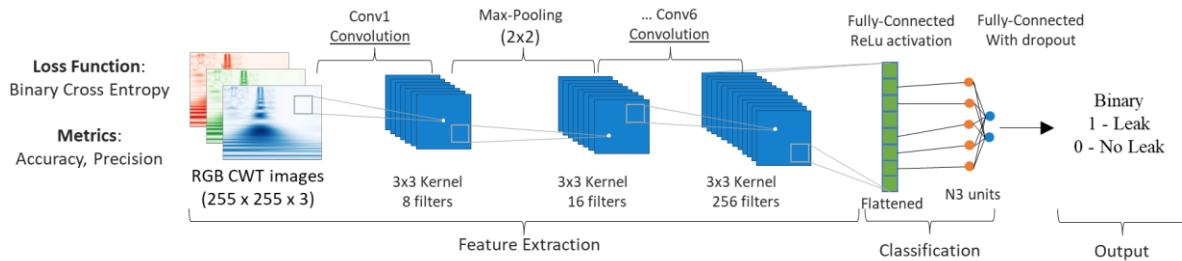 Loss Function:
Binary Cross Entropy
Metrics:
Accuracy, Precision
RGB CWT images
(255 x 255 x 3)
Conv1
Convolution
3x3 Kernel
8 filters
Max-Pooling
(2x2)
3x3 Kernel
16 filters
... Conv6
Convolution
3x3 Kernel
256 filters
Feature Extraction
Fully-Connected
ReLu activation
Flattened
Fully-Connected
With dropout
N3 units
Classification
Binary
1 - Leak
0 - No Leak
Output